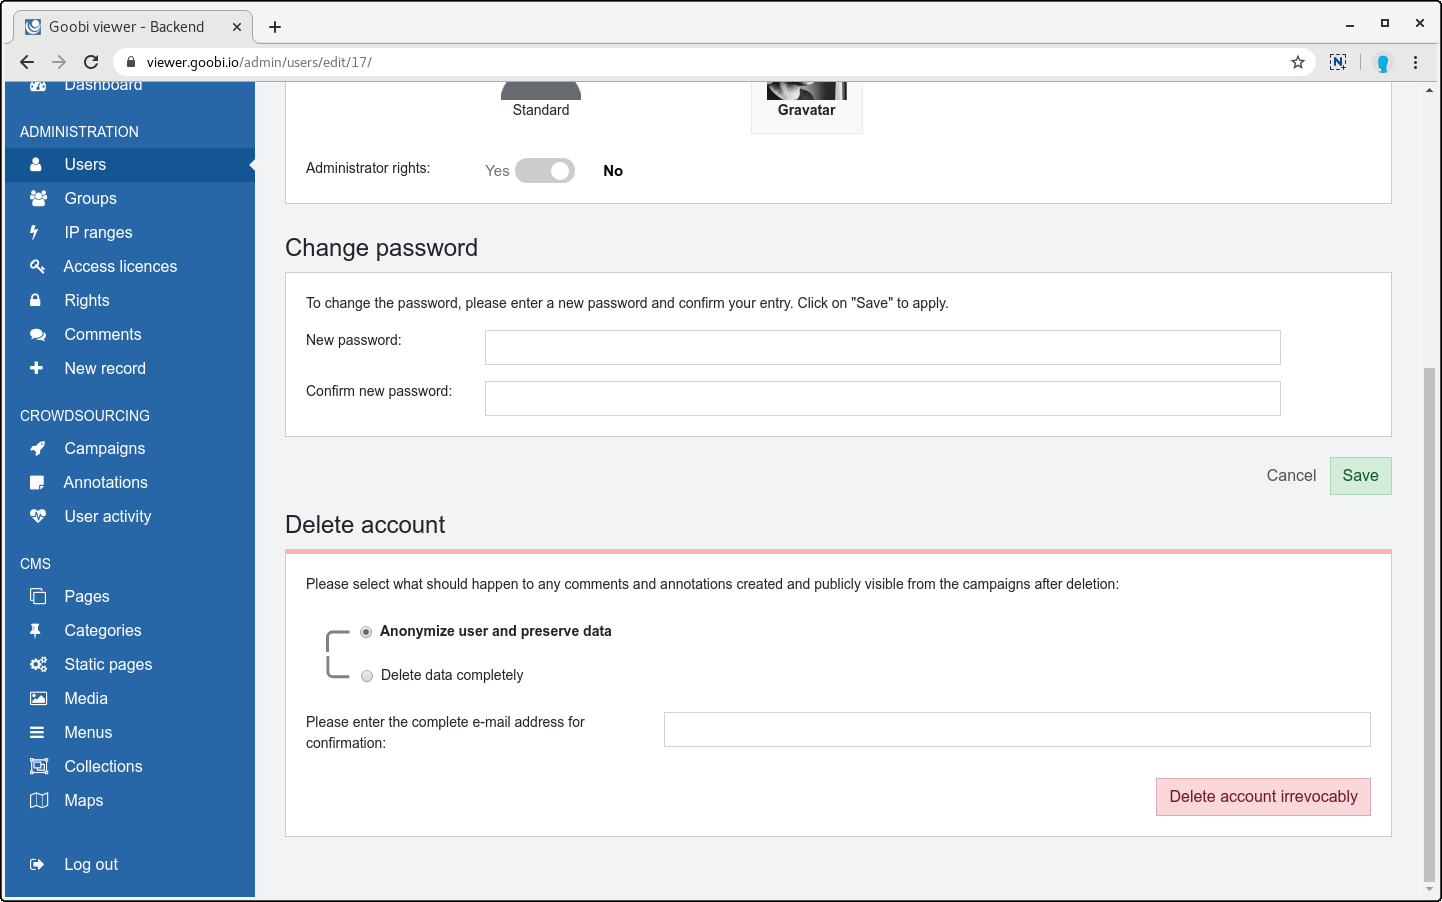 Goobi viewer - Backend
viewer.goobi.io/admin/users/edit/17/
Dashboard
ADMINISTRATION
Users
Groups
IP ranges
Access licences
Rights
Comments
New record
CROWDSOURCING
Campaigns
Annotations
User activity
CMS
Pages
Categories
Static pages
Media
Menus
Collections
Maps
Log out
Standard
Gravatar
Administrator rights:
Yes
No
Change password
To change the password, please enter a new password and confirm your entry. Click on "Save" to apply.
New password:
Confirm new password:
Cancel
Save
Delete account
Please select what should happen to any comments and annotations created and publicly visible from the campaigns after deletion:
Anonymize user and preserve data
Delete data completely
Please enter the complete e-mail address for
confirmation:
Delete account irrevocably